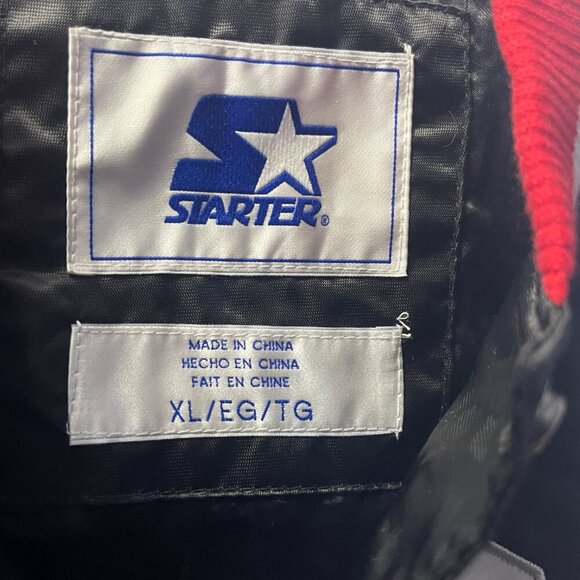 STARTER®
MADE IN CHINA
HECHO EN CHINA
FAIT EN CHINE
XL/EG/TG